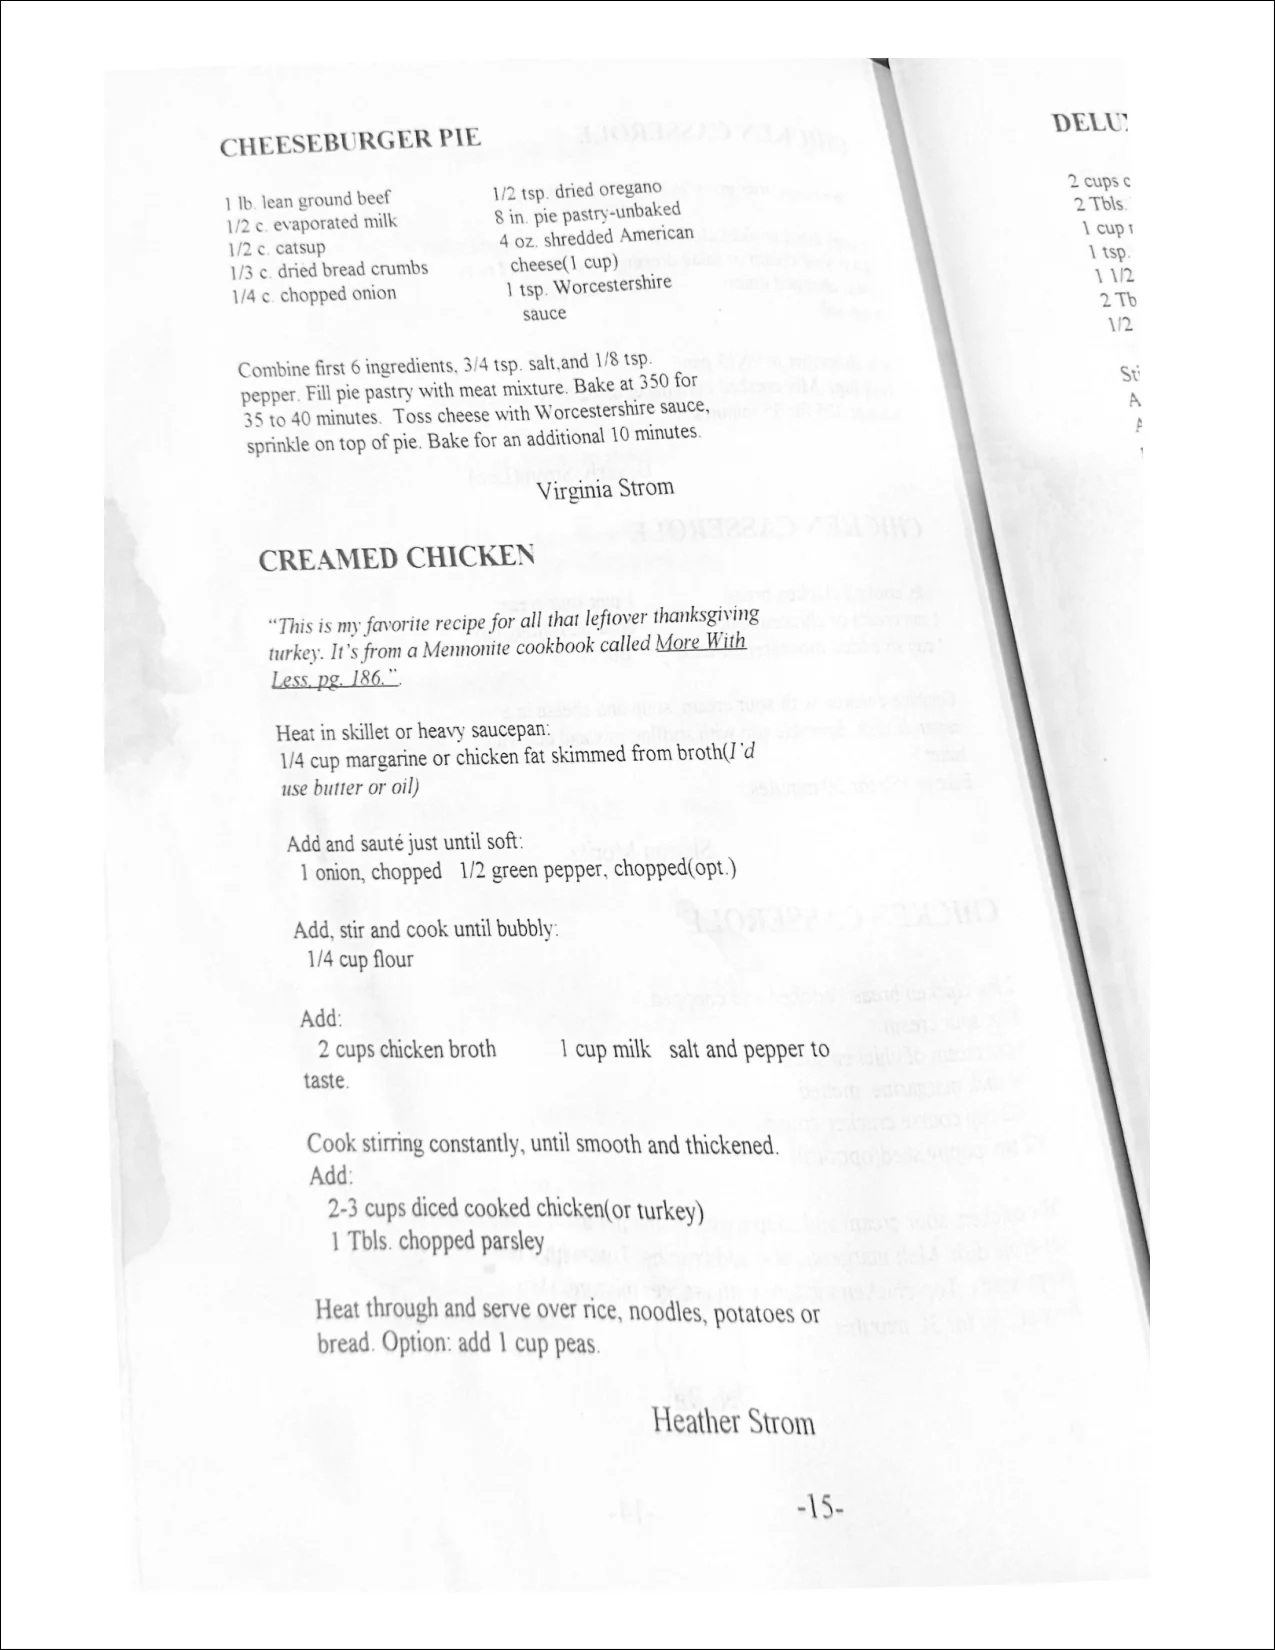 CHEESEBURGER PIE
1 lb. lean ground beef
1/2 c. evaporated milk
1/2 c. catsup
1/3 c. dried bread crumbs
1/4 c. chopped onion
1/2 tsp. dried oregano
8 in. pie pastry-unbaked
4 oz. shredded American
cheese(1 cup)
1 tsp. Worcestershire
sauce
Combine first 6 ingredients, 3/4 tsp. salt,and 1/8 tsp.
pepper. Fill pie pastry with meat mixture. Bake at 350 for
35 to 40 minutes. Toss cheese with Worcestershire sauce,
sprinkle on top of pie. Bake for an additional 10 minutes.
Virginia Strom
CREAMED CHICKEN
“This is my favorite recipe for all that leftover thanksgiving
turkey. It’s from a Mennonite cookbook called More With
Less, pg. 186.”.
Heat in skillet or heavy saucepan:
1/4 cup margarine or chicken fat skimmed from broth(I’d
use butter or oil)
Add and sauté just until soft:
1 onion, chopped 1/2 green pepper, chopped(opt.)
Add, stir and cook until bubbly:
1/4 cup flour
Add:
2 cups chicken broth 1 cup milk salt and pepper to
taste.
Cook stirring constantly, until smooth and thickened.
Add:
2-3 cups diced cooked chicken(or turkey)
1 Tbls. chopped parsley
Heat through and serve over rice, noodles, potatoes or
bread. Option: add 1 cup peas.
Heather Strom
-15-
2 cups
2 Tbls.
1 cup
1 tsp.
1 1/2
2
1/2